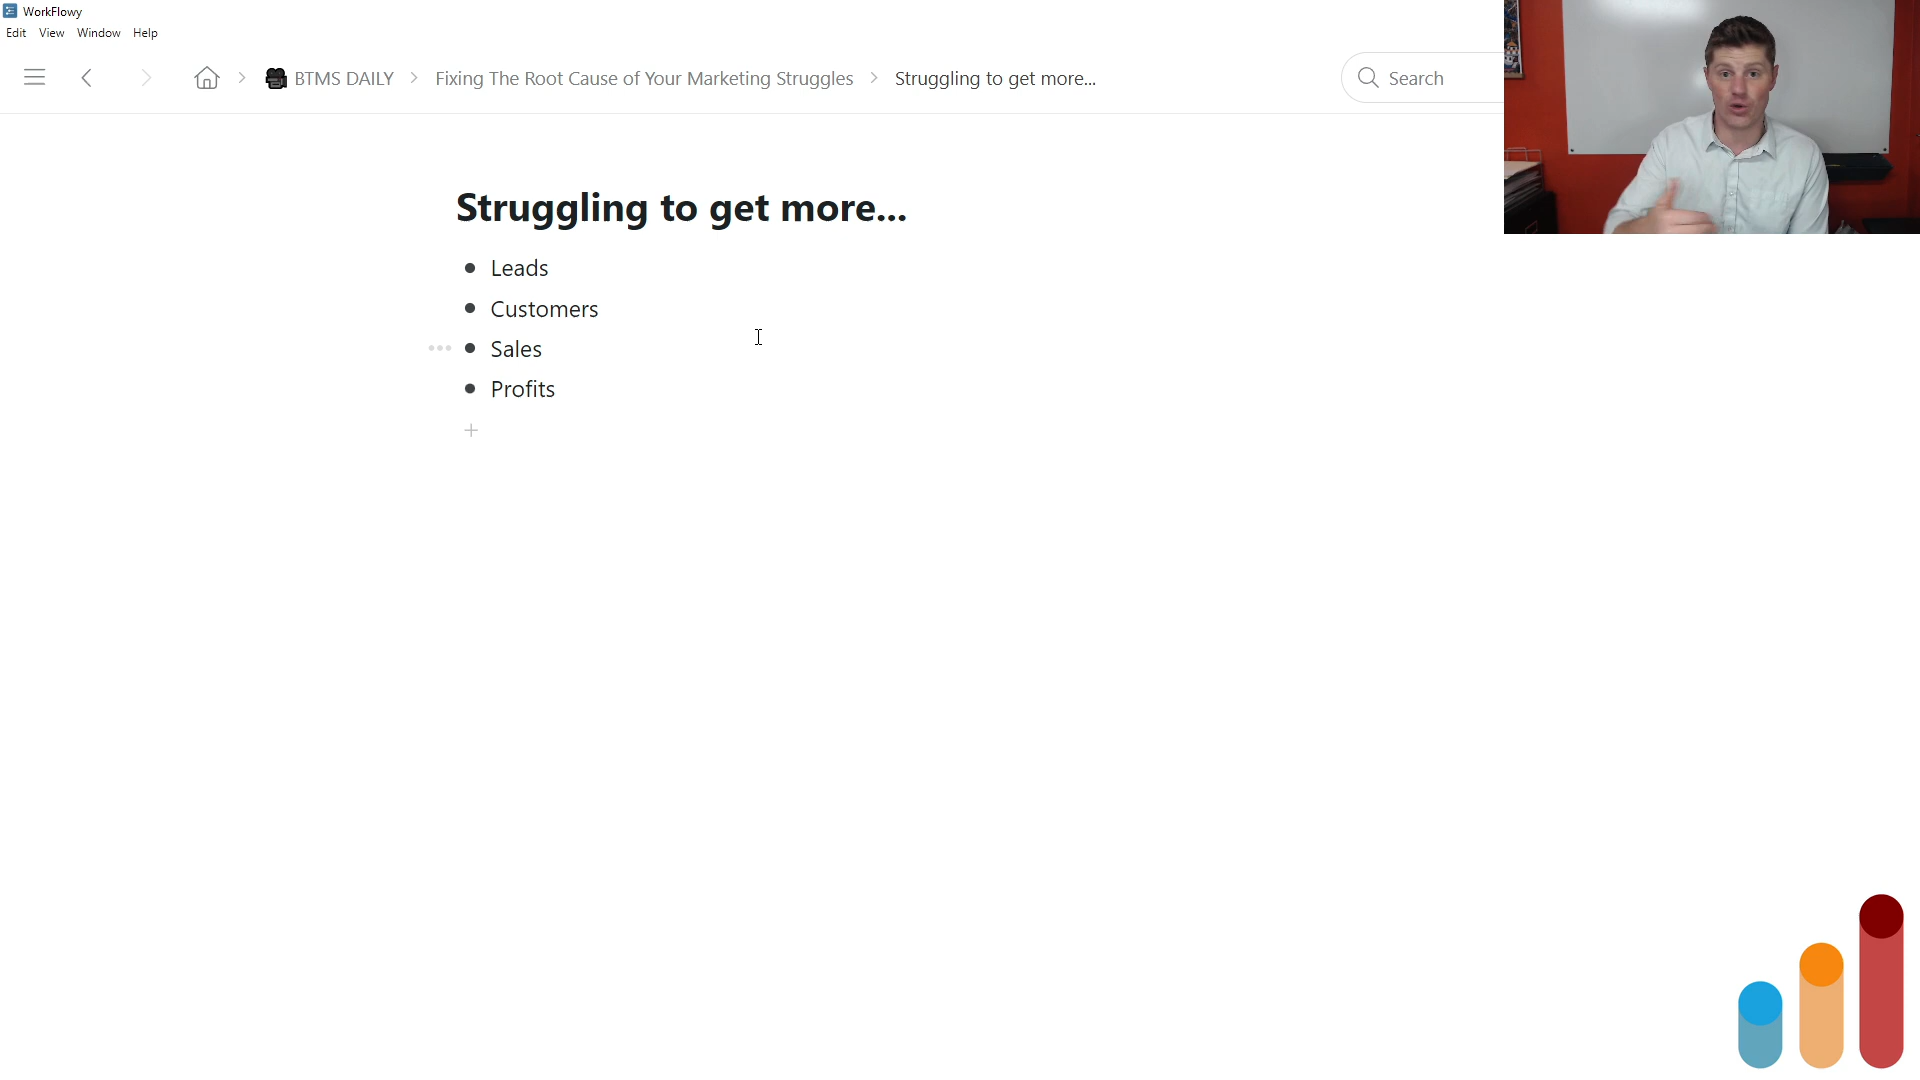 WorkFlowy
Edit View Window Help
BTMS DAILY > Fixing The Root Cause of Your Marketing Struggles > Struggling to get more...
Search
Struggling to get more...
Leads
Customers
Sales
Profits